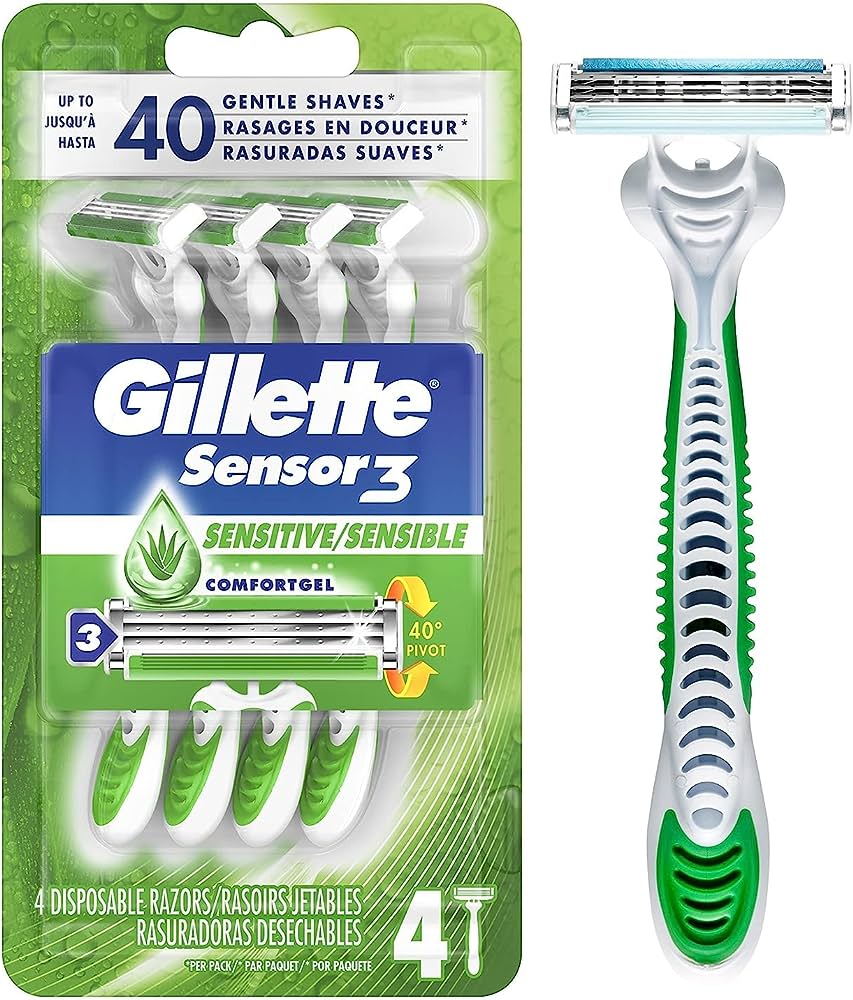 UP TO
JUSQU'À
HASTA
40
GENTLE SHAVES*
RASAGES EN DOUCEUR*
RASURADAS SUAVES*
Gillette®
Sensor3
SENSITIVE/SENSIBLE
COMFORTGEL
3
40°
PIVOT
4 DISPOSABLE RAZORS/RASOIRS JETABLES
RASURADORAS DESECHABLES
4
*PER PACK/*PAR PAQUET/*POR PAQUETE